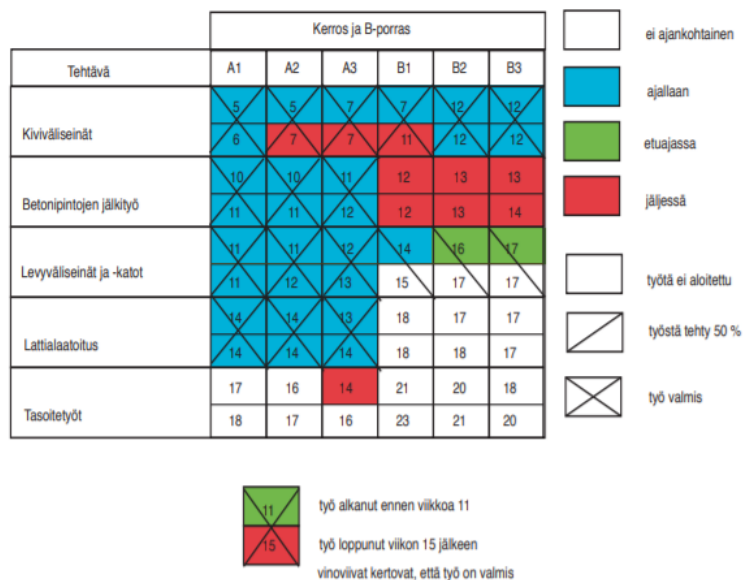 Kerros ja B-porras
Tehtävä A1 A2 A3 B1 B2 B3
5 5 7 7 12 12
Kiviväliseinät
6 7 7 11 12 12
10 10 11 12 13 13
Betonipintojen jälkityö
11 11 12 12 13 14
11 11 12 14 16 17
Levyväliseinät ja -katot
11 12 13 15 17 17
14 14 13 18 17 17
Lattialaatoitus
14 14 14 18 18 17
17 16 14 21 20 18
Tasoitetyöt
18 17 16 23 21 20
ei ajankohtainen
ajallaan
etuajassa
jäljessä
työtä ei aloitettu
työstä tehty 50 %
työ valmis
11 työ alkanut ennen viikkoa 11
15 työ loppunut viikon 15 jälkeen
vinoviivat kertovat, että työ on valmis